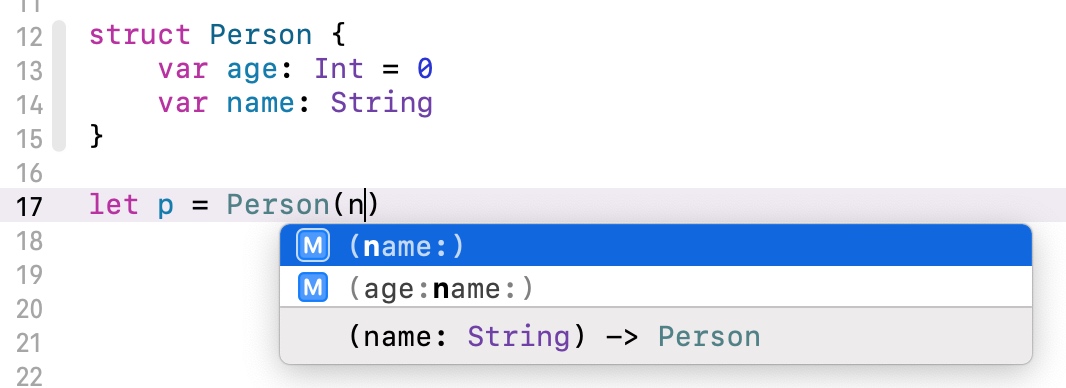 11
12 struct Person {
13     var age: Int = 0
14     var name: String
15 }
16
17 let p = Person(n)
18
M (name:)
19
M (age:name:)
20
21 (name: String) -> Person
22